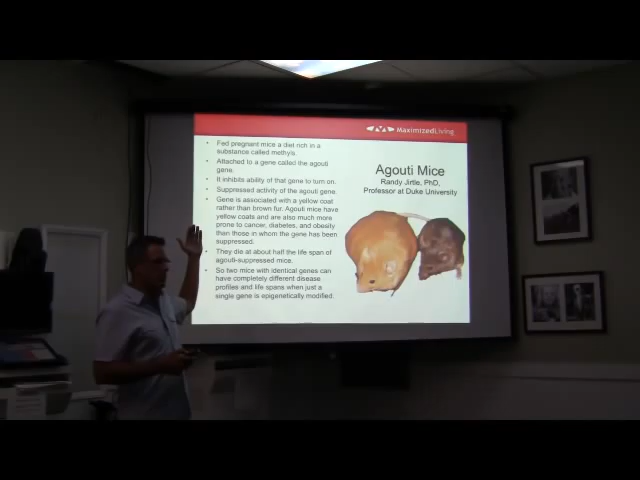 MaximizedLiving
• Fed pregnant mice a diet rich in a
substance called methyls.
• Attached to a gene called the agouti
gene.
• It inhibits ability of that gene to turn on.
• Suppressed activity of the agouti gene.
• Gene is associated with a yellow coat
rather than brown fur. Agouti mice have
yellow coats and are also much more
prone to cancer, diabetes, and obesity
than those in whom the gene has been
suppressed.
• They die at about half the life span of
agouti-suppressed mice.
• So two mice with identical genes can
have completely different disease
profiles and life spans when just a
single gene is epigenetically modified.
Agouti Mice
Randy Jirtle, PhD,
Professor at Duke University